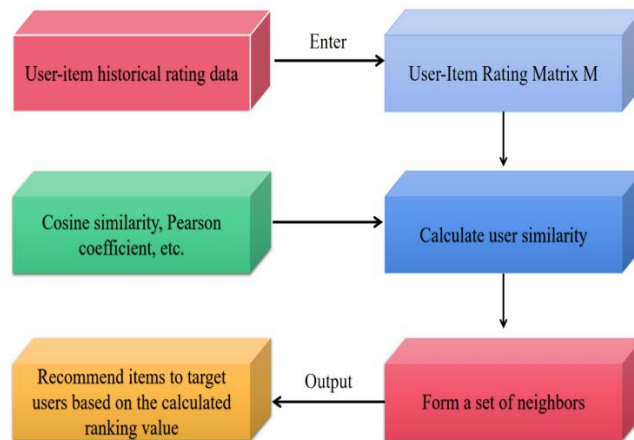 User-item historical rating data
Enter
User-Item Rating Matrix M
Cosine similarity, Pearson
coefficient, etc.
Calculate user similarity
Recommend items to target
users based on the calculated
ranking value
Output
Form a set of neighbors